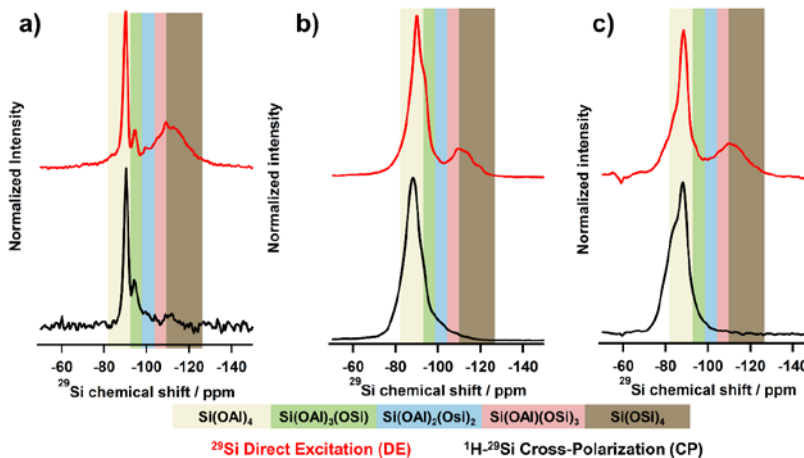 a)
b)
c)
Normalized intensity
Normalized intensity
Normalized intensity
-60 -80 -100 -120 -140
-60 -80 -100 -120 -140
-60 -80 -100 -120 -140
²⁹Si chemical shift / ppm
²⁹Si chemical shift / ppm
²⁹Si chemical shift / ppm
Si(OAl)₄ Si(OAl)₃(OSi) Si(OAl)₂(Osi)₂ Si(OAl)(OSi)₃ Si(OSi)₄
²⁹Si Direct Excitation (DE) ¹H-²⁹Si Cross-Polarization (CP)